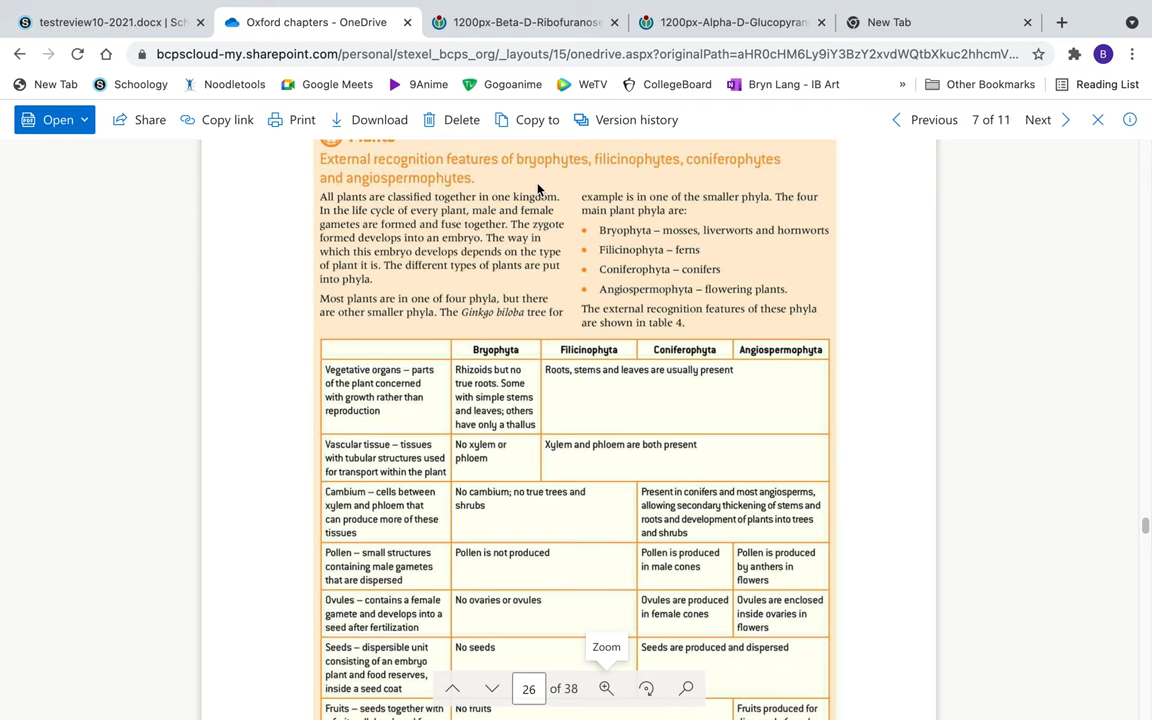 testreview10-2021.docx | Sch
Oxford chapters - OneDrive
1200px-Beta-D-Ribofuranose
1200px-Alpha-D-Glucopyran
New Tab
bcpscloud-my.sharepoint.com/personal/stexel_bcps_org/_layouts/15/onedrive.aspx?originalPath=aHR0cHM6Ly9iY3BzY2xvdWQtbXkuc2hhcmV...
B
New Tab
Schoology
Noodletools
Google Meets
9Anime
Gogoanime
WeTV
CollegeBoard
Bryn Lang - IB Art
»
Other Bookmarks
Reading List
Open
Share
Copy link
Print
Download
Delete
Copy to
Version history
Previous
7 of 11
Next
Plants
External recognition features of bryophytes, filicinophytes, coniferophytes
and angiospermophytes.
All plants are classified together in one kingdom.
In the life cycle of every plant, male and female
gametes are formed and fuse together. The zygote
formed develops into an embryo. The way in
which this embryo develops depends on the type
of plant it is. The different types of plants are put
into phyla.
Most plants are in one of four phyla, but there
are other smaller phyla. The Ginkgo biloba tree for
example is in one of the smaller phyla. The four
main plant phyla are:
• Bryophyta – mosses, liverworts and hornworts
• Filicinophyta – ferns
• Coniferophyta – conifers
• Angiospermophyta – flowering plants.
The external recognition features of these phyla
are shown in table 4.
Bryophyta
Filicinophyta
Coniferophyta
Angiospermophyta
Vegetative organs – parts
of the plant concerned
with growth rather than
reproduction
Rhizoids but no
true roots. Some
with simple stems
and leaves; others
have only a thallus
Roots, stems and leaves are usually present
Vascular tissue – tissues
with tubular structures used
for transport within the plant
No xylem or
phloem
Xylem and phloem are both present
Cambium – cells between
xylem and phloem that
can produce more of these
tissues
No cambium; no true trees and
shrubs
Present in conifers and most angiosperms,
allowing secondary thickening of stems and
roots and development of plants into trees
and shrubs
Pollen – small structures
containing male gametes
that are dispersed
Pollen is not produced
Pollen is produced
in male cones
Pollen is produced
by anthers in
flowers
Ovules – contains a female
gamete and develops into a
seed after fertilization
No ovaries or ovules
Ovules are produced
in female cones
Ovules are enclosed
inside ovaries in
flowers
Seeds – dispersible unit
consisting of an embryo
plant and food reserves,
inside a seed coat
No seeds
Seeds are produced and dispersed
Zoom
26 of 38
Fruits – seeds together with
No fruits
Fruits produced for